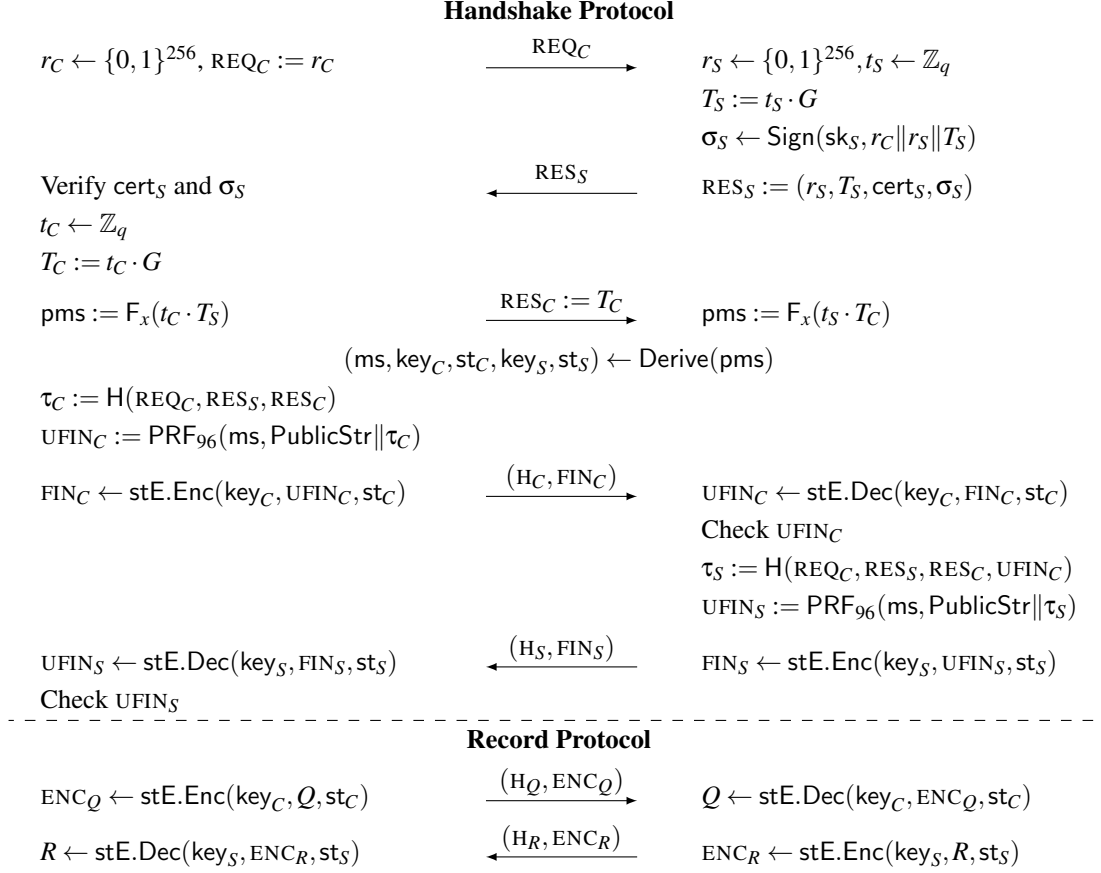 Handshake Protocol
r_C ← {0,1}^256, REQ_C := r_C    REQ_C    r_S ← {0,1}^256, t_S ← ℤ_q
T_S := t_S · G
σ_S ← Sign(sk_S, r_C‖r_S‖T_S)
Verify cert_S and σ_S    RES_S    RES_S := (r_S, T_S, cert_S, σ_S)
t_C ← ℤ_q
T_C := t_C · G
pms := F_x(t_C · T_S)    RES_C := T_C    pms := F_x(t_S · T_C)
(ms, key_C, st_C, key_S, st_S) ← Derive(pms)
τ_C := H(REQ_C, RES_S, RES_C)
UFIN_C := PRF_96(ms, PublicStr‖τ_C)
FIN_C ← stE.Enc(key_C, UFIN_C, st_C)    (H_C, FIN_C)    UFIN_C ← stE.Dec(key_C, FIN_C, st_C)
Check UFIN_C
τ_S := H(REQ_C, RES_S, RES_C, UFIN_C)
UFIN_S := PRF_96(ms, PublicStr‖τ_S)
UFIN_S ← stE.Dec(key_S, FIN_S, st_S)    (H_S, FIN_S)    FIN_S ← stE.Enc(key_S, UFIN_S, st_S)
Check UFIN_S
Record Protocol
ENC_Q ← stE.Enc(key_C, Q, st_C)    (H_Q, ENC_Q)    Q ← stE.Dec(key_C, ENC_Q, st_C)
R ← stE.Dec(key_S, ENC_R, st_S)    (H_R, ENC_R)    ENC_R ← stE.Enc(key_S, R, st_S)